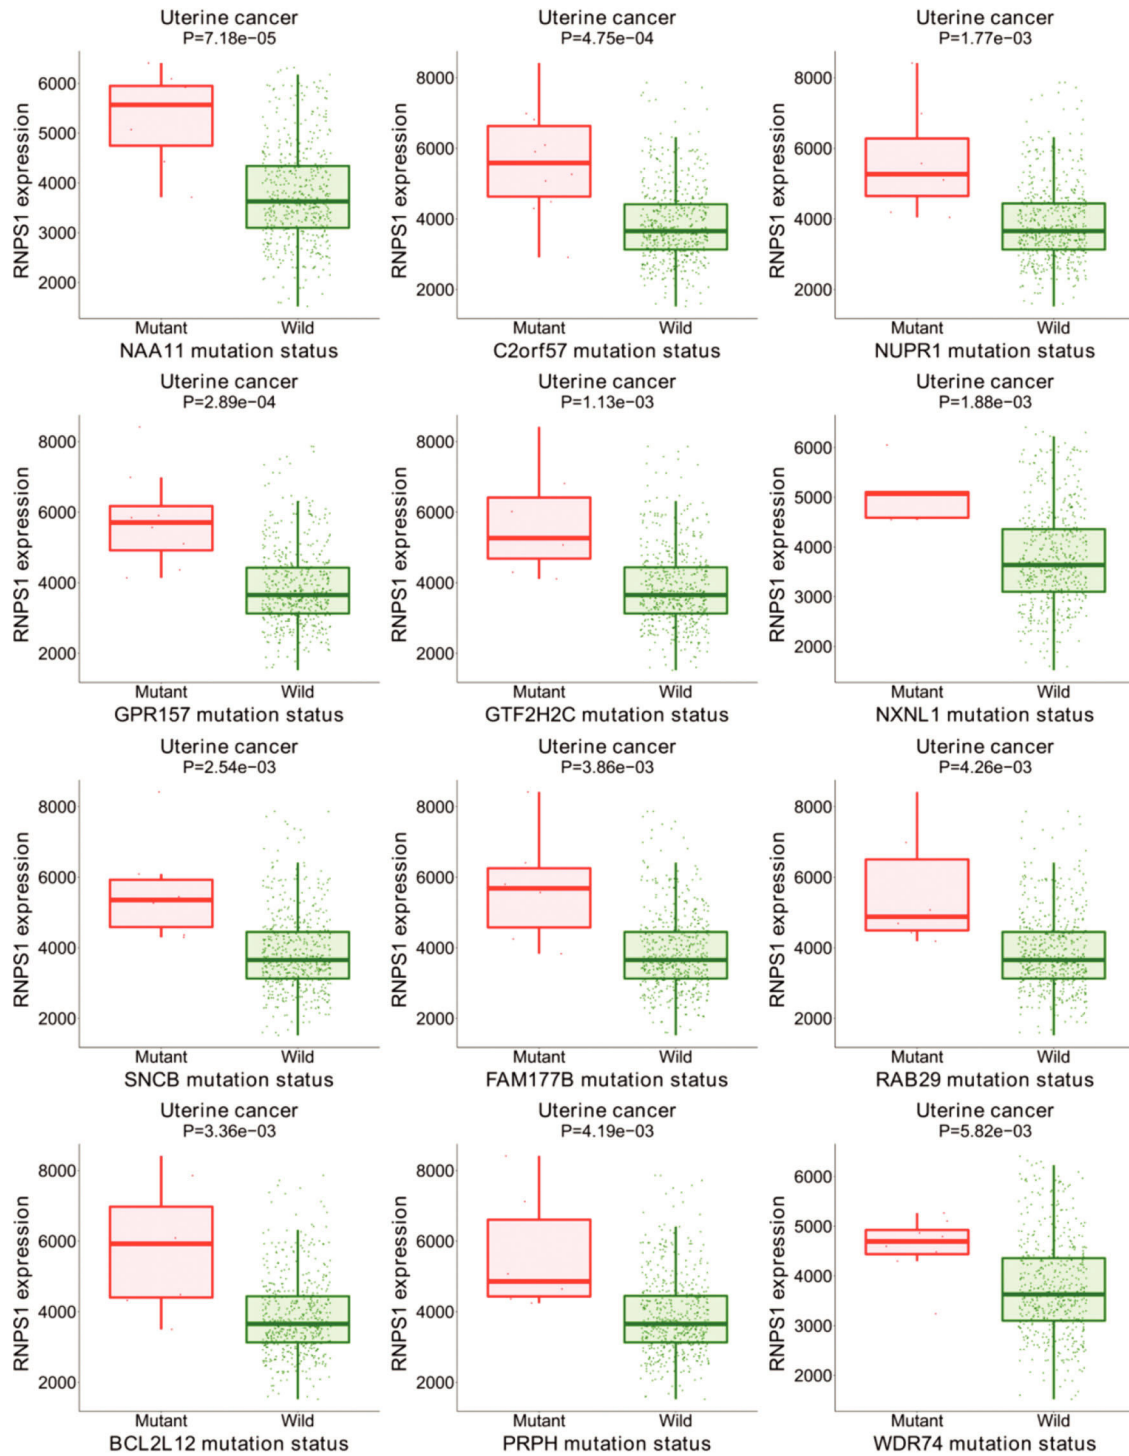 Uterine cancer
P=7.18e−05
RNPS1 expression
6000
5000
4000
3000
2000
Mutant
Wild
NAA11 mutation status
Uterine cancer
P=4.75e−04
RNPS1 expression
8000
6000
4000
2000
Mutant
Wild
C2orf57 mutation status
Uterine cancer
P=1.77e−03
RNPS1 expression
8000
6000
4000
2000
Mutant
Wild
NUPR1 mutation status
Uterine cancer
P=2.89e−04
RNPS1 expression
8000
6000
4000
2000
Mutant
Wild
GPR157 mutation status
Uterine cancer
P=1.13e−03
RNPS1 expression
8000
6000
4000
2000
Mutant
Wild
GTF2H2C mutation status
Uterine cancer
P=1.88e−03
RNPS1 expression
6000
5000
4000
3000
2000
Mutant
Wild
NXNL1 mutation status
Uterine cancer
P=2.54e−03
RNPS1 expression
8000
6000
4000
2000
Mutant
Wild
SNCB mutation status
Uterine cancer
P=3.86e−03
RNPS1 expression
8000
6000
4000
2000
Mutant
Wild
FAM177B mutation status
Uterine cancer
P=4.26e−03
RNPS1 expression
8000
6000
4000
2000
Mutant
Wild
RAB29 mutation status
Uterine cancer
P=3.36e−03
RNPS1 expression
8000
6000
4000
2000
Mutant
Wild
BCL2L12 mutation status
Uterine cancer
P=4.19e−03
RNPS1 expression
8000
6000
4000
2000
Mutant
Wild
PRPH mutation status
Uterine cancer
P=5.82e−03
RNPS1 expression
6000
5000
4000
3000
2000
Mutant
Wild
WDR74 mutation status